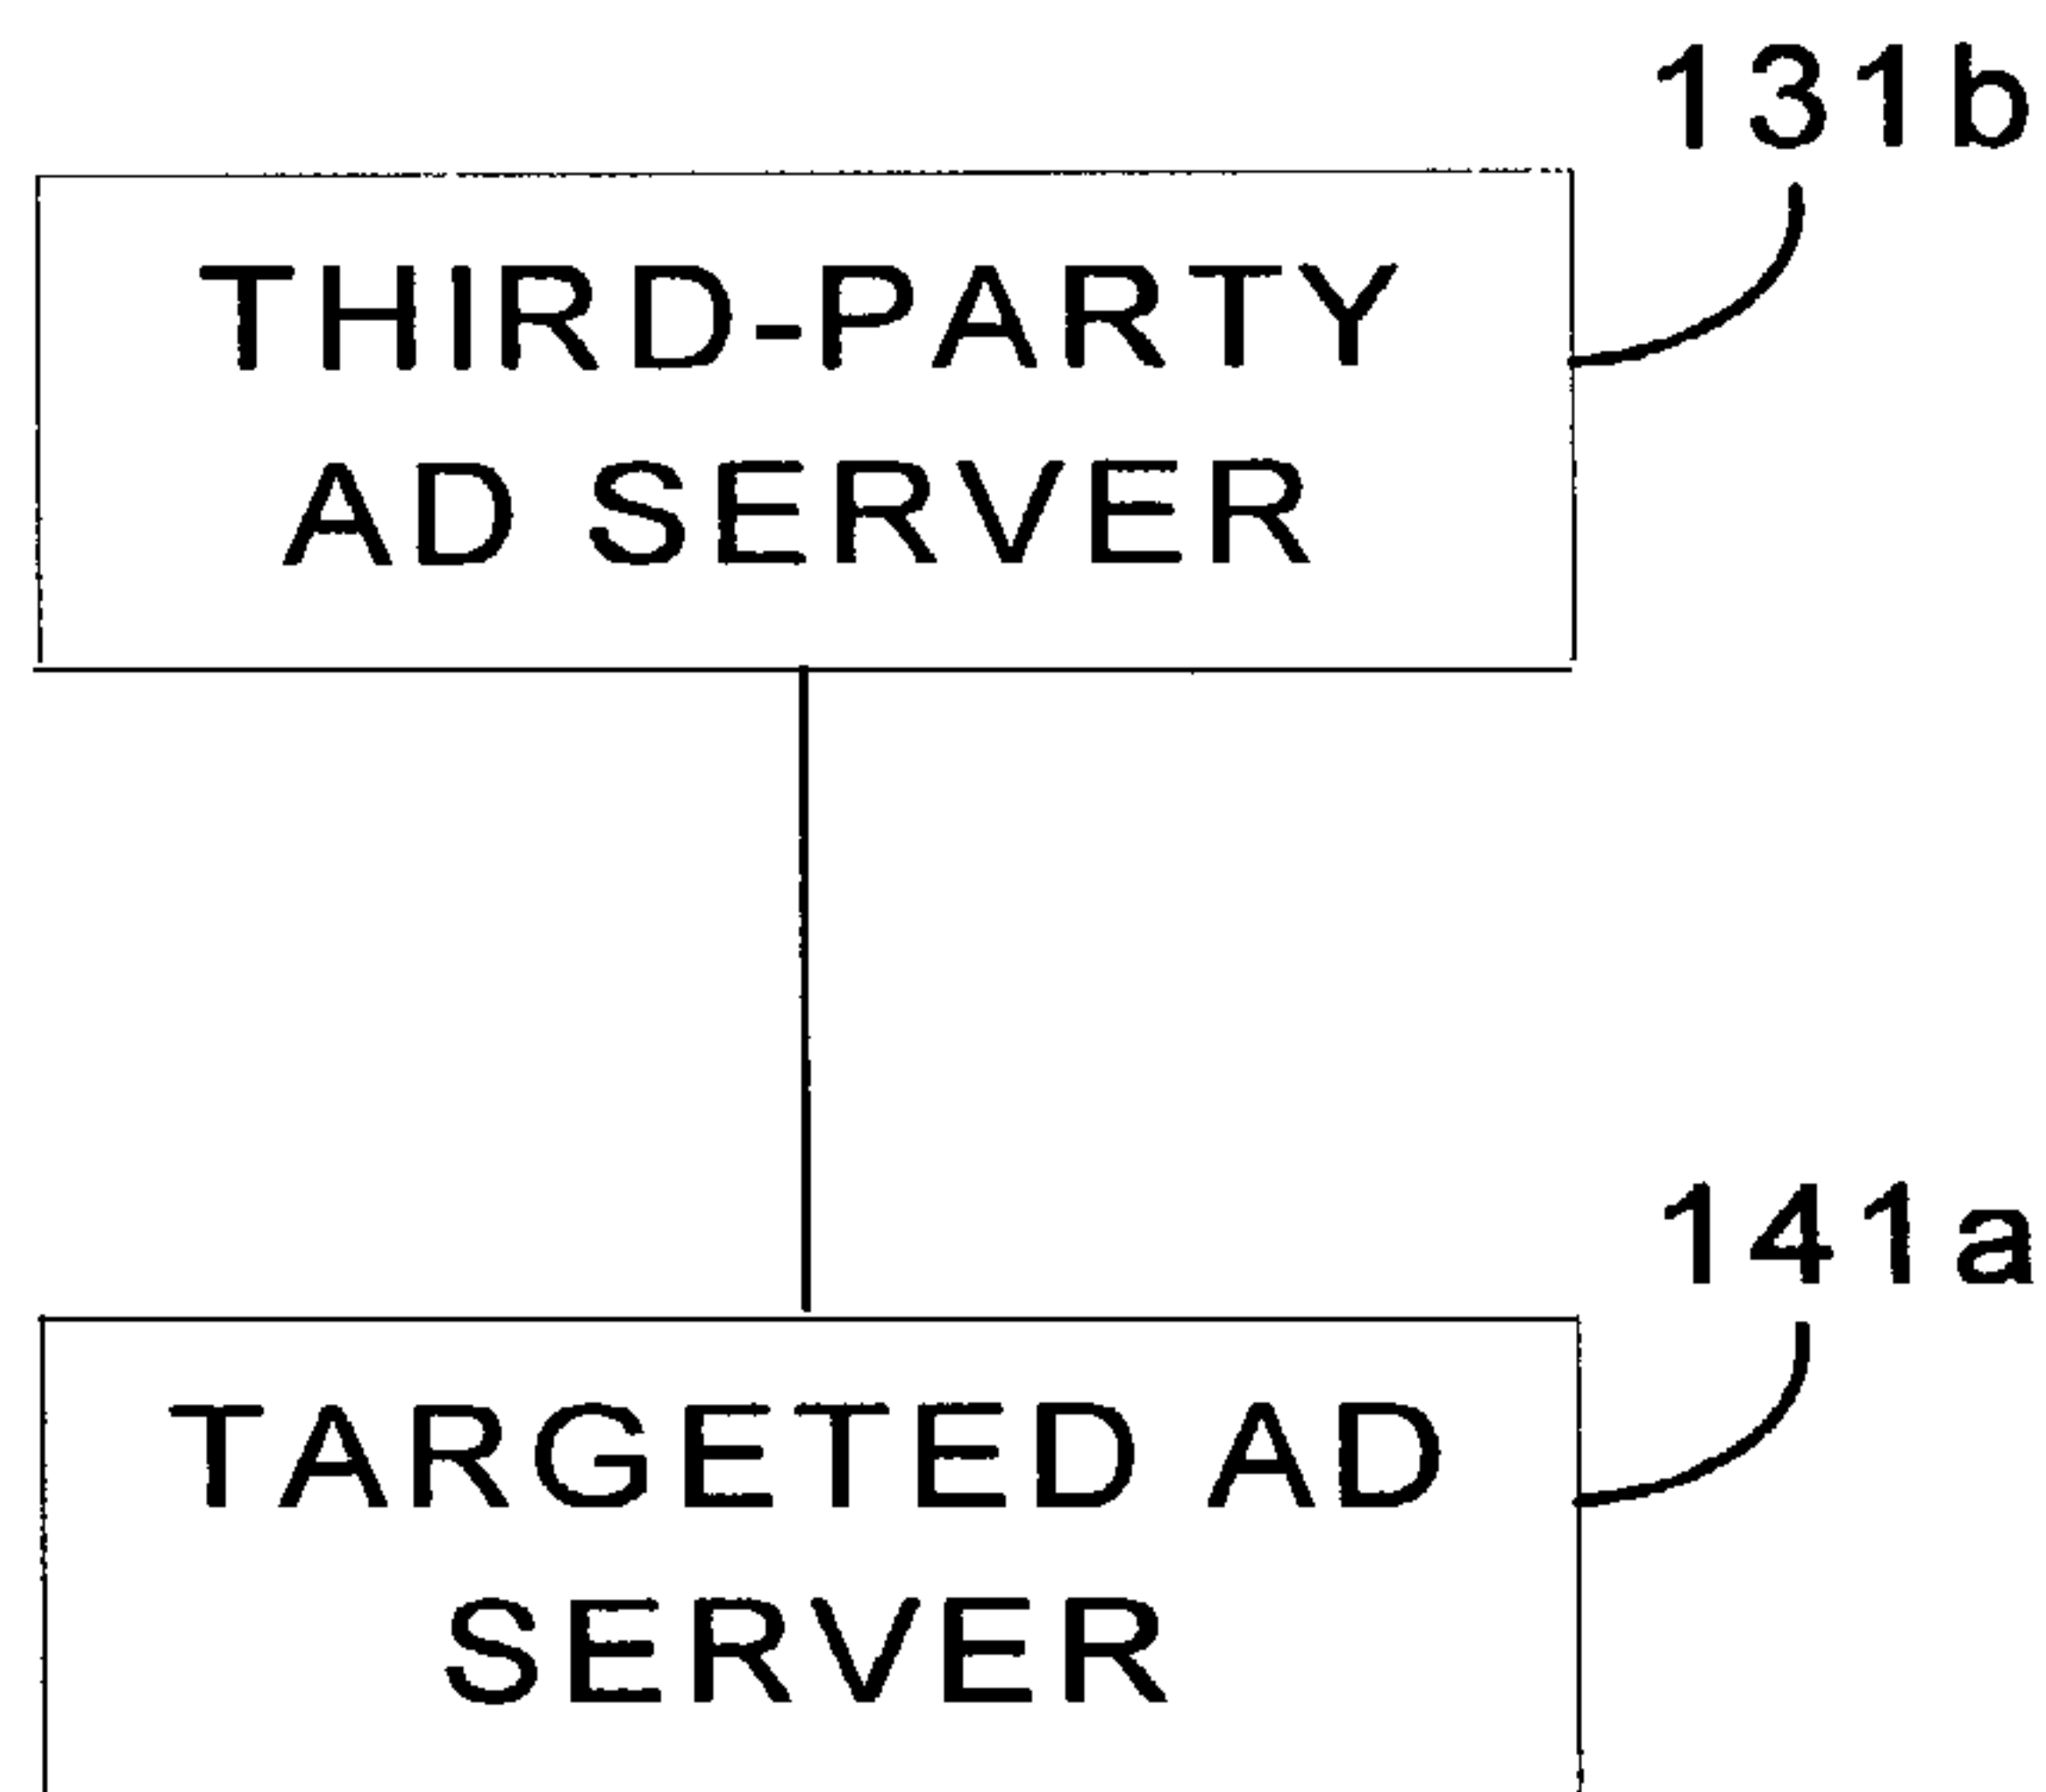 131b
THIRD-PARTY
AD SERVER
141a
TARGETED AD
SERVER